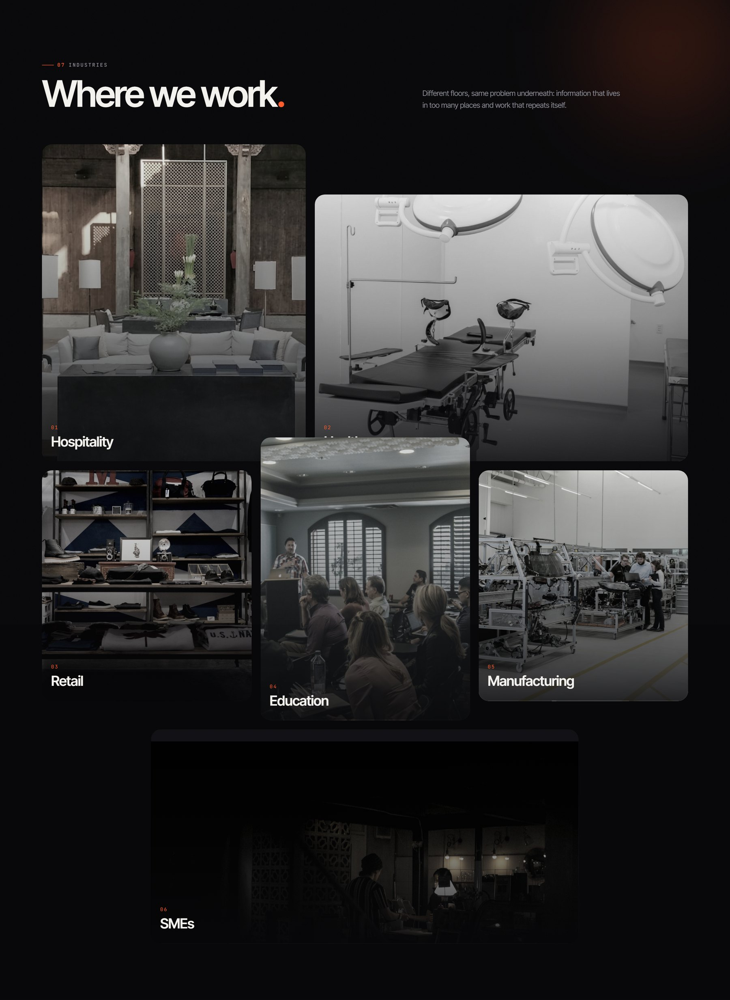 07 INDUSTRIES
Where we work.
Different floors, same problem underneath: information that lives
in too many places and work that repeats itself.
01
Hospitality
02
M
U.S. NA
03
Retail
04
Education
05
Manufacturing
06
SMEs